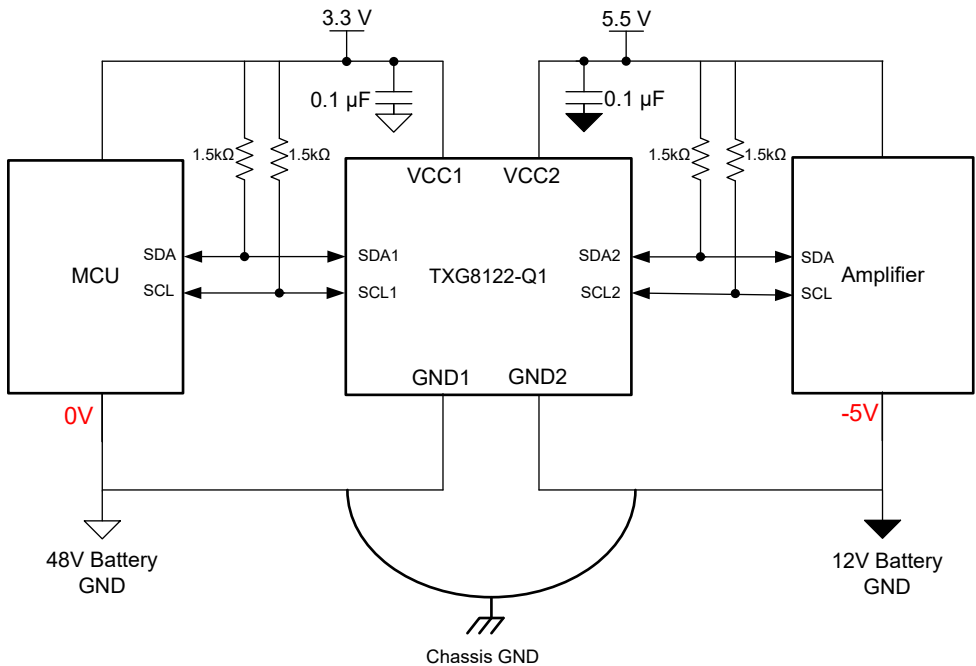 3.3 V
5.5 V
0.1 µF
0.1 µF
1.5kΩ
1.5kΩ
1.5kΩ
1.5kΩ
VCC1
VCC2
SDA
SDA1
SDA2
SDA
MCU
TXG8122-Q1
Amplifier
SCL
SCL1
SCL2
SCL
GND1
GND2
0V
-5V
48V Battery
GND
12V Battery
GND
Chassis GND